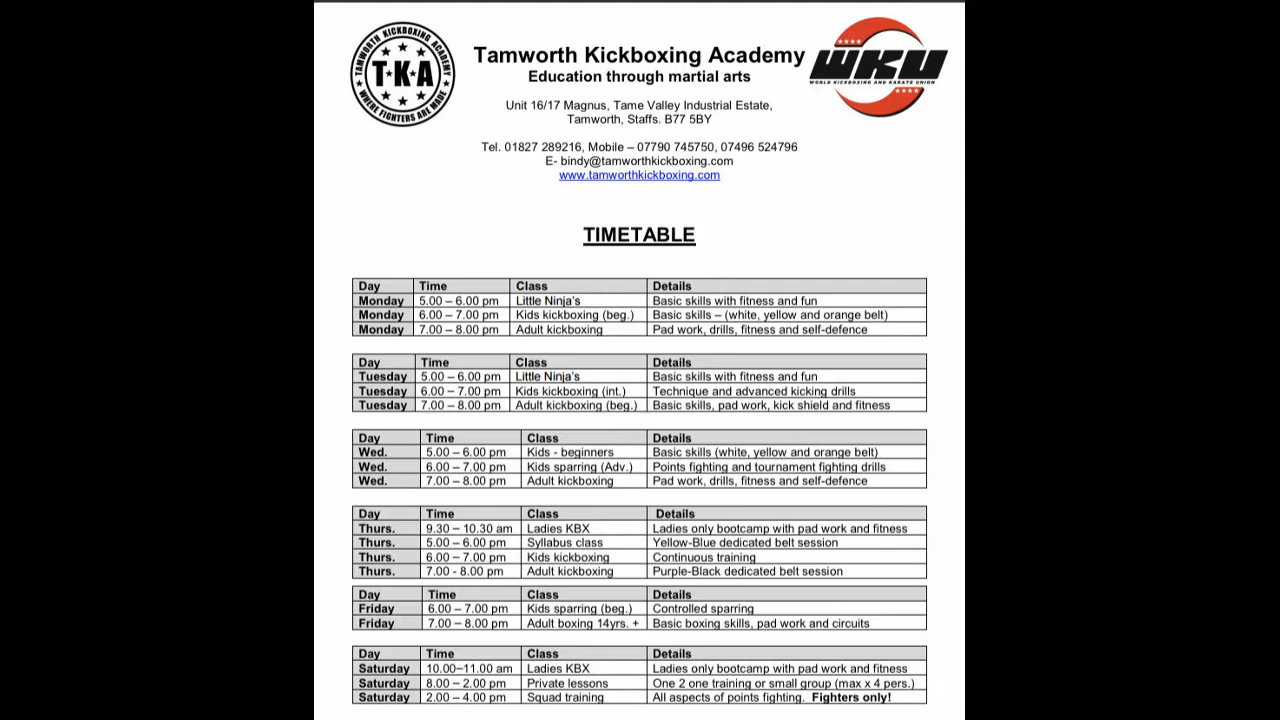 TAMWORTH KICKBOXING ACADEMY
T★K★A
WHERE FIGHTERS ARE MADE
Tamworth Kickboxing Academy
Education through martial arts
WKU
WORLD KICKBOXING AND KARATE UNION
Unit 16/17 Magnus, Tame Valley Industrial Estate,
Tamworth, Staffs. B77 5BY
Tel. 01827 289216, Mobile – 07790 745750, 07496 524796
E- bindy@tamworthkickboxing.com
www.tamworthkickboxing.com
TIMETABLE
Day Time Class Details
Monday 5.00 – 6.00 pm Little Ninja's Basic skills with fitness and fun
Monday 6.00 – 7.00 pm Kids kickboxing (beg.) Basic skills – (white, yellow and orange belt)
Monday 7.00 – 8.00 pm Adult kickboxing Pad work, drills, fitness and self-defence
Day Time Class Details
Tuesday 5.00 – 6.00 pm Little Ninja's Basic skills with fitness and fun
Tuesday 6.00 – 7.00 pm Kids kickboxing (int.) Technique and advanced kicking drills
Tuesday 7.00 – 8.00 pm Adult kickboxing (beg.) Basic skills, pad work, kick shield and fitness
Day Time Class Details
Wed. 5.00 – 6.00 pm Kids - beginners Basic skills (white, yellow and orange belt)
Wed. 6.00 – 7.00 pm Kids sparring (Adv.) Points fighting and tournament fighting drills
Wed. 7.00 – 8.00 pm Adult kickboxing Pad work, drills, fitness and self-defence
Day Time Class Details
Thurs. 9.30 – 10.30 am Ladies KBX Ladies only bootcamp with pad work and fitness
Thurs. 5.00 – 6.00 pm Syllabus class Yellow-Blue dedicated belt session
Thurs. 6.00 – 7.00 pm Kids kickboxing Continuous training
Thurs. 7.00 - 8.00 pm Adult kickboxing Purple-Black dedicated belt session
Day Time Class Details
Friday 6.00 – 7.00 pm Kids sparring (beg.) Controlled sparring
Friday 7.00 – 8.00 pm Adult boxing 14yrs. + Basic boxing skills, pad work and circuits
Day Time Class Details
Saturday 10.00–11.00 am Ladies KBX Ladies only bootcamp with pad work and fitness
Saturday 8.00 – 2.00 pm Private lessons One 2 one training or small group (max x 4 pers.)
Saturday 2.00 – 4.00 pm Squad training All aspects of points fighting. Fighters only!